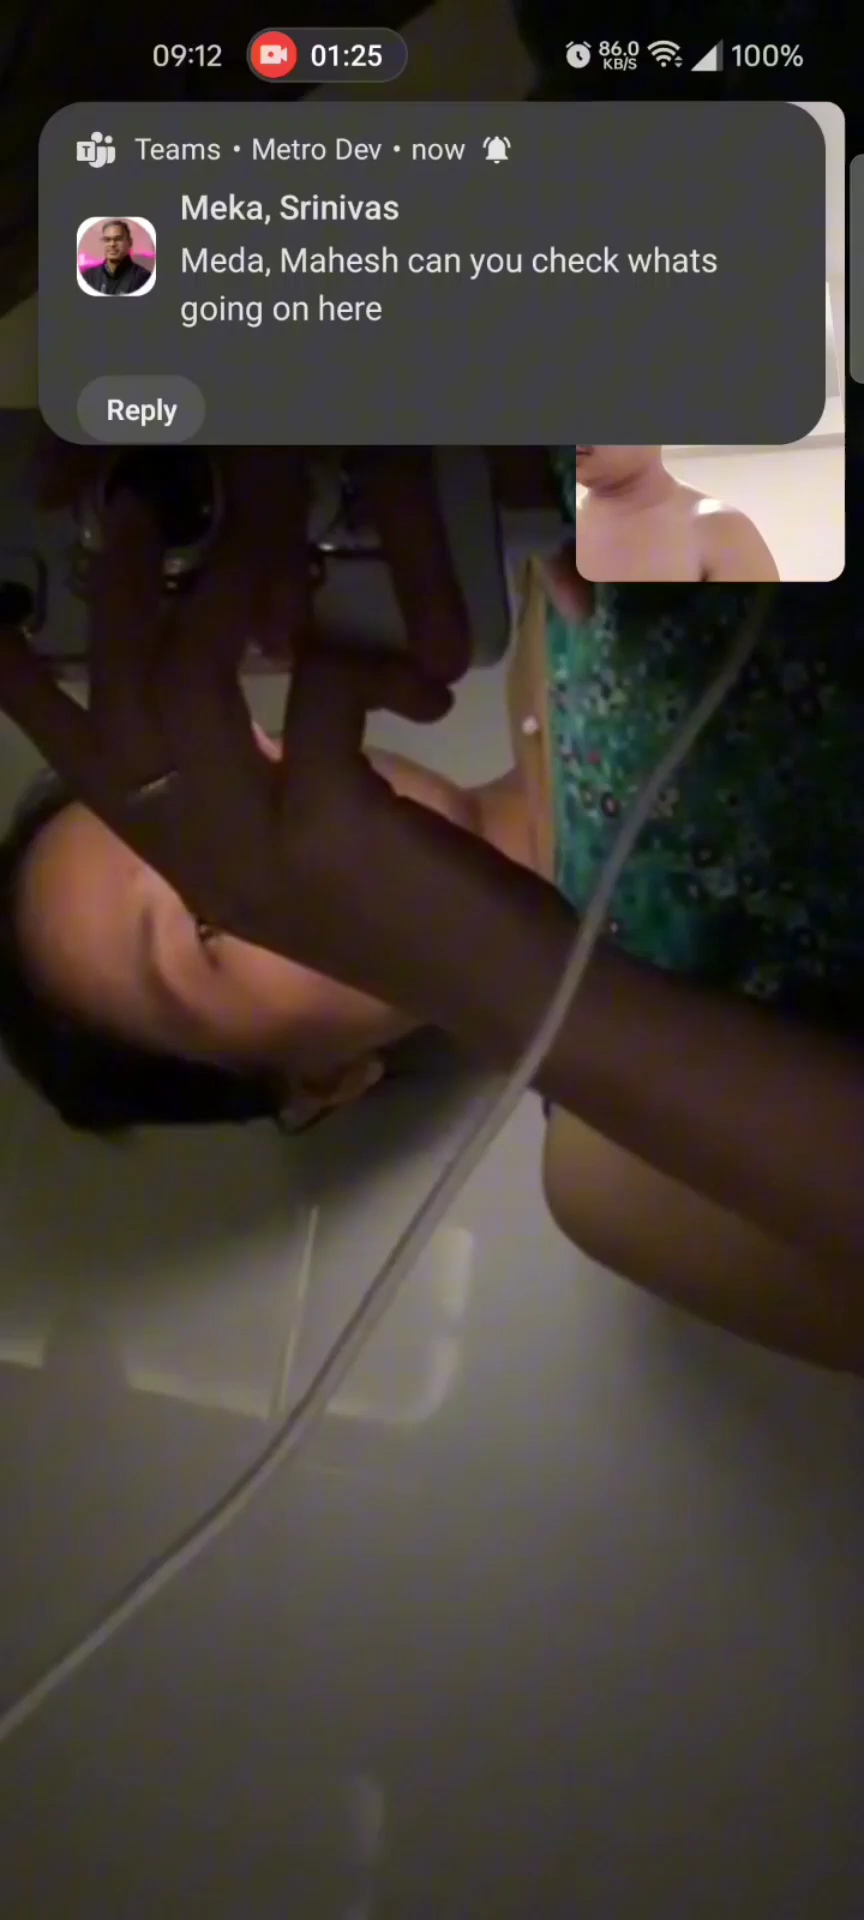 09:12 01:25 86.0 KB/S 100%
Teams • Metro Dev • now
Meka, Srinivas
Meda, Mahesh can you check whats
going on here
Reply